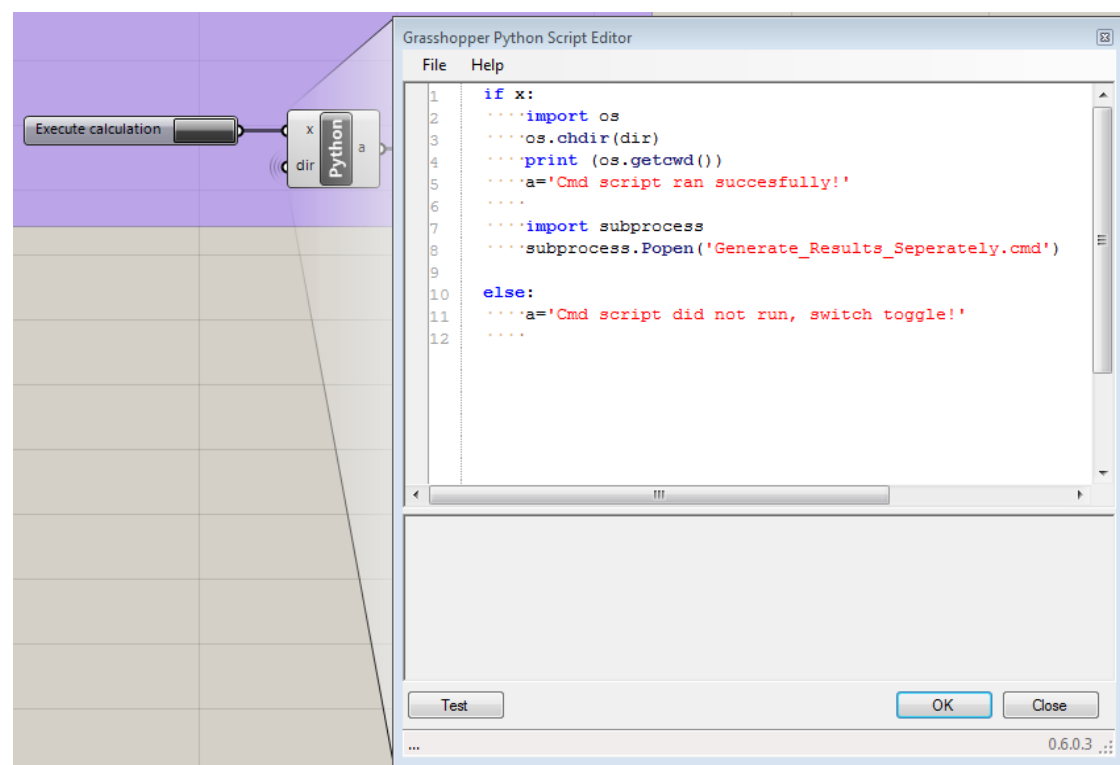 Grasshopper Python Script Editor
File Help
Execute calculation
x
dir
Python
a
1 if x:
2 ····import os
3 ····os.chdir(dir)
4 ····print (os.getcwd())
5 ····a='Cmd script ran succesfully!'
6 ····
7 ····import subprocess
8 ····subprocess.Popen('Generate_Results_Seperately.cmd')
9
10 else:
11 ····a='Cmd script did not run, switch toggle!'
12 ····
Test OK Close
... 0.6.0.3